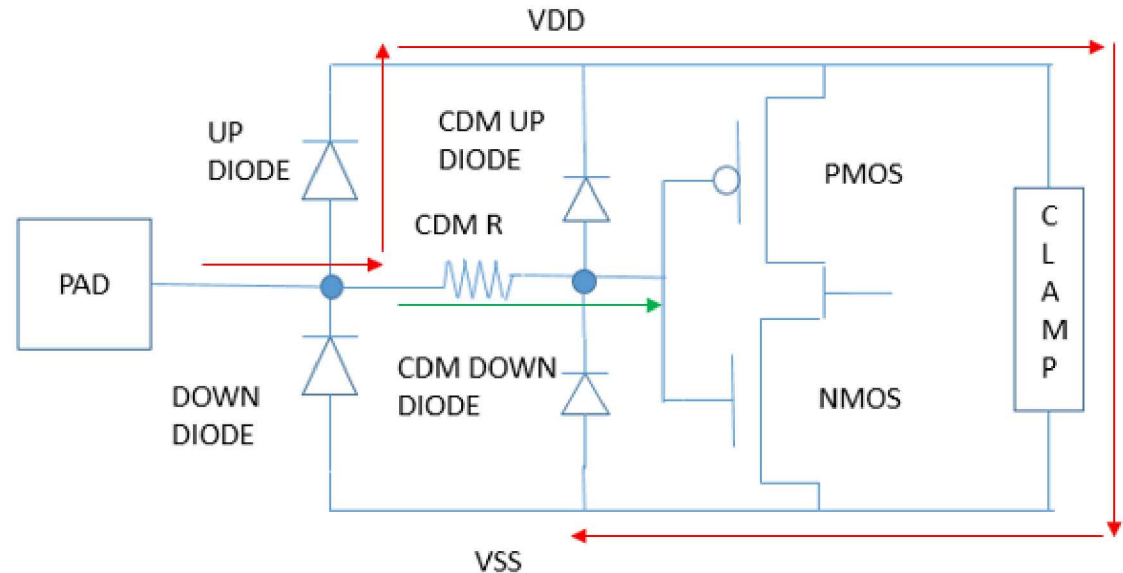 VDD
UP
DIODE
CDM UP
DIODE
PMOS
CDM R
PAD
C
L
A
M
P
CDM DOWN
DIODE
DOWN
DIODE
NMOS
VSS